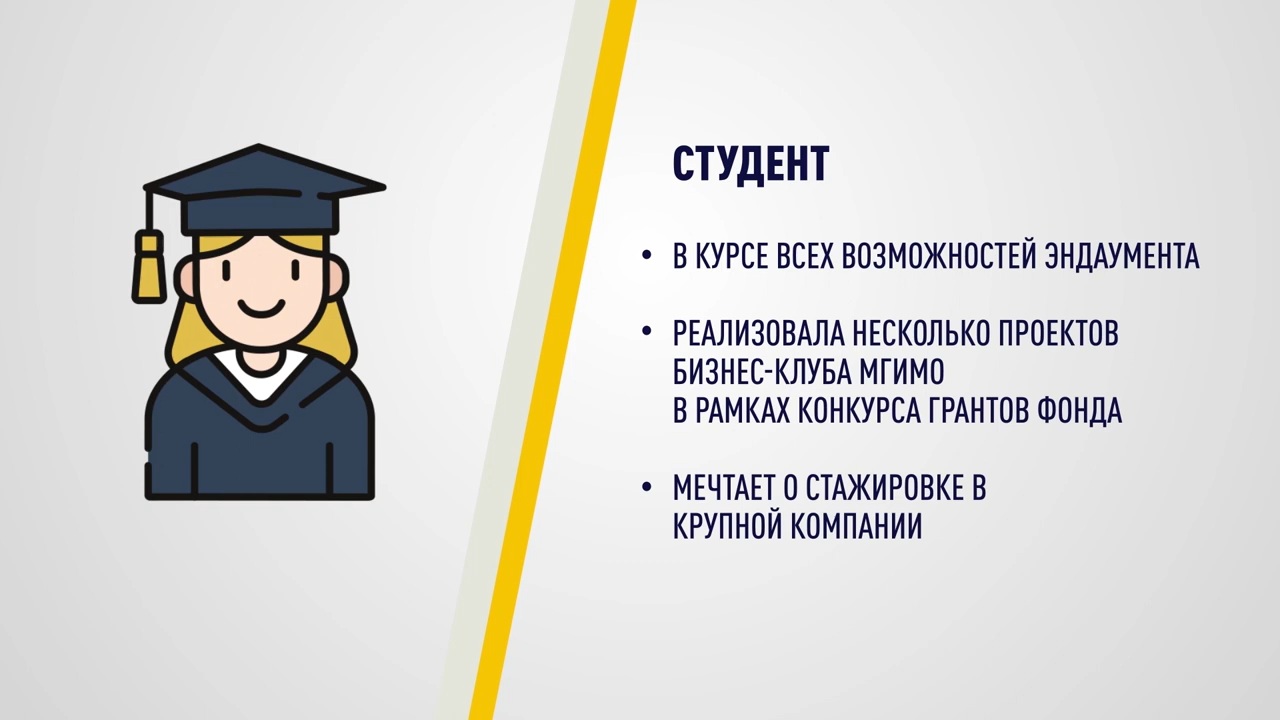 СТУДЕНТ
• В КУРСЕ ВСЕХ ВОЗМОЖНОСТЕЙ ЭНДАУМЕНТА
• РЕАЛИЗОВАЛА НЕСКОЛЬКО ПРОЕКТОВ
БИЗНЕС-КЛУБА МГИМО
В РАМКАХ КОНКУРСА ГРАНТОВ ФОНДА
• МЕЧТАЕТ О СТАЖИРОВКЕ В
КРУПНОЙ КОМПАНИИ